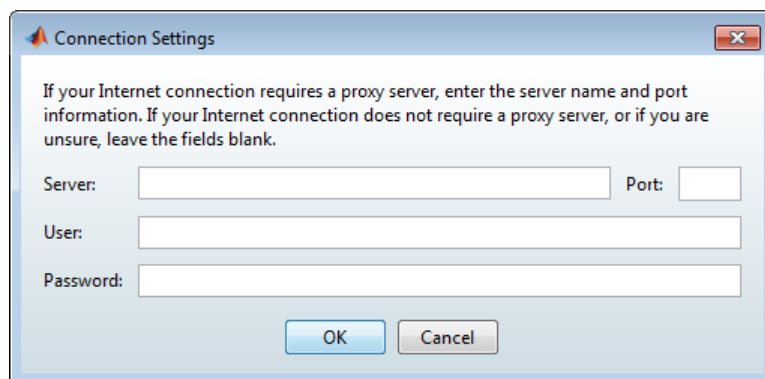 Connection Settings
If your Internet connection requires a proxy server, enter the server name and port
information. If your Internet connection does not require a proxy server, or if you are
unsure, leave the fields blank.
Server: Port:
User:
Password:
OK Cancel